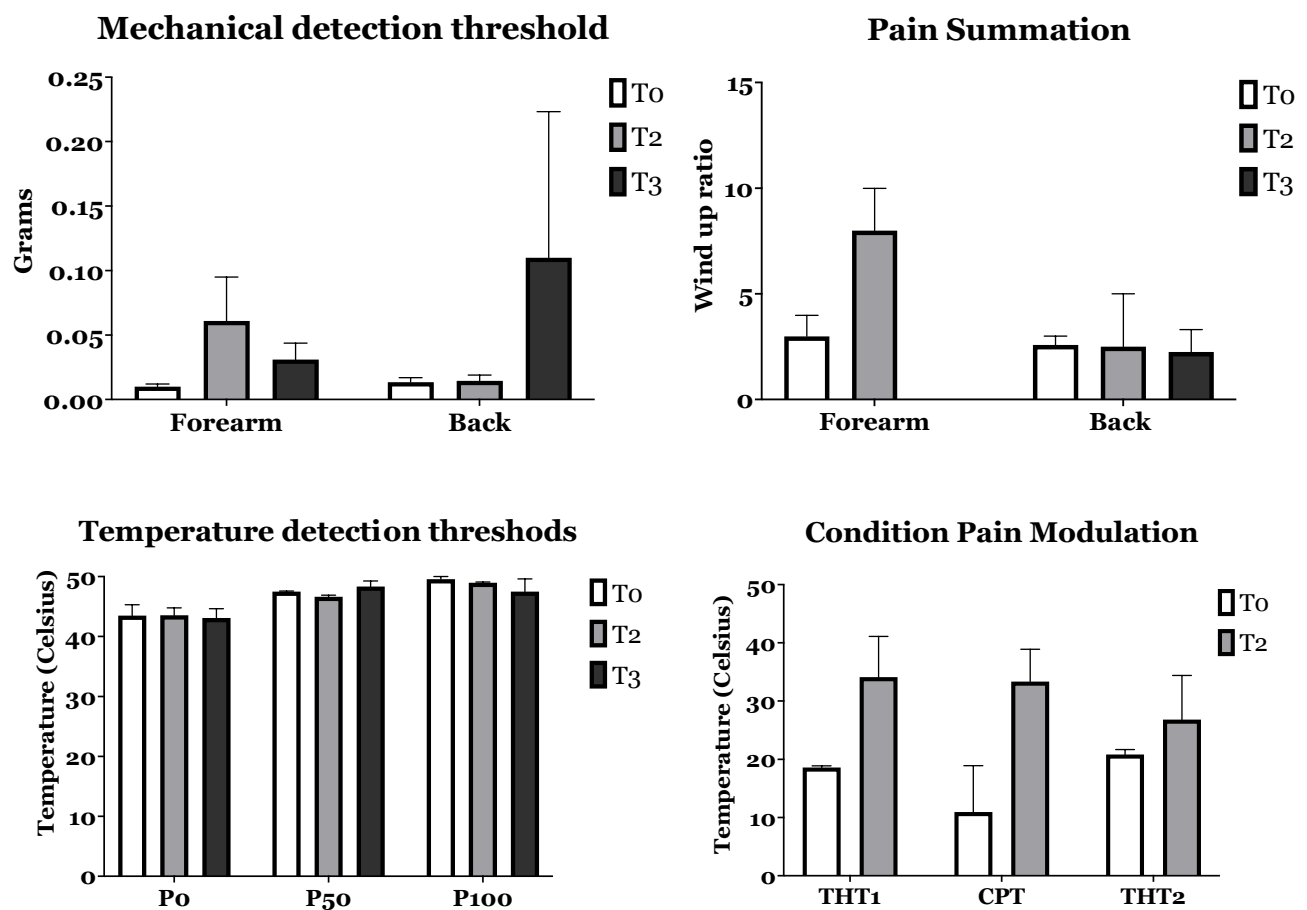 Mechanical detection threshold
Grams
0.25
0.20
0.15
0.10
0.05
0.00
Forearm Back
T0
T2
T3
Pain Summation
Wind up ratio
15
10
5
0
Forearm Back
T0
T2
T3
Temperature detection threshods
Temperature (Celsius)
50
40
30
20
10
0
P0 P50 P100
T0
T2
T3
Condition Pain Modulation
Temperature (Celsius)
50
40
30
20
10
0
THT1 CPT THT2
T0
T2